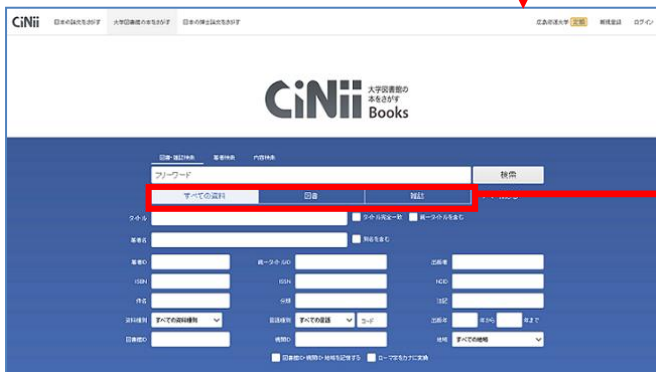 CiNii 日本の論文をさがす 大学図書館の本をさがす 日本の博士論文をさがす 新規登録 ログイン
CiNii 大学図書館の
本をさがす
Books
図書・雑誌検索 著者検索 内容検索
フリーワード 検索
すべての資料 図書 雑誌
タイトル タイトル完全一致 統一タイトルを含む
著者名 別名を含む
著者ID 統一タイトルID 出版者
ISBN ISSN NCID
件名 分類 注記
資料種別 すべての資料種別 言語種別 すべての言語 コード 出版年 年から 年まで
図書館ID 機関ID 地域 すべての地域
図書館ID・機関ID・地域を記憶する ローマ字をカナに変換